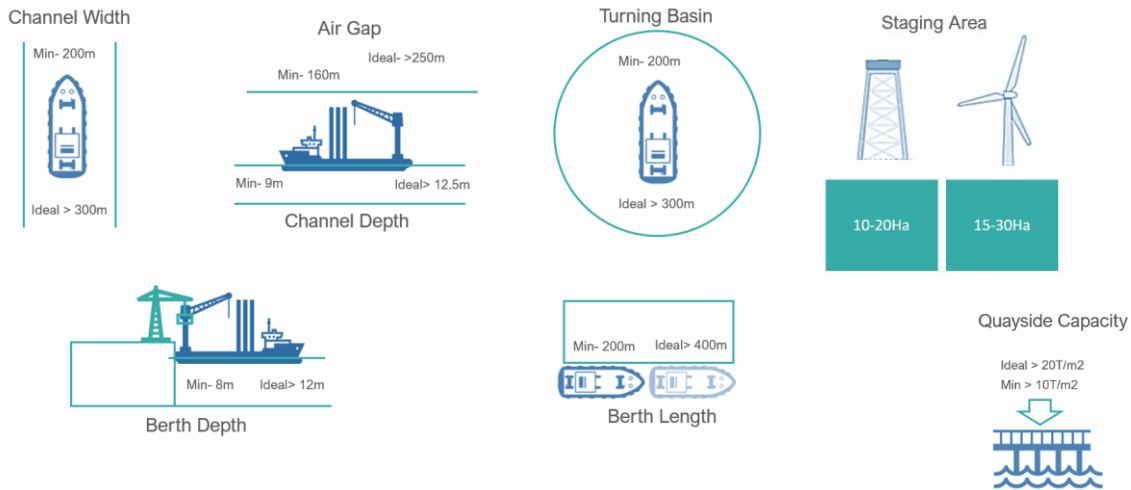 Channel Width
Min- 200m
Ideal > 300m
Air Gap
Ideal- >250m
Min- 160m
Min- 9m
Ideal> 12.5m
Channel Depth
Turning Basin
Min- 200m
Ideal > 300m
Staging Area
10-20Ha
15-30Ha
Min- 8m
Ideal> 12m
Berth Depth
Min- 200m
Ideal> 400m
Berth Length
Quayside Capacity
Ideal > 20T/m2
Min > 10T/m2